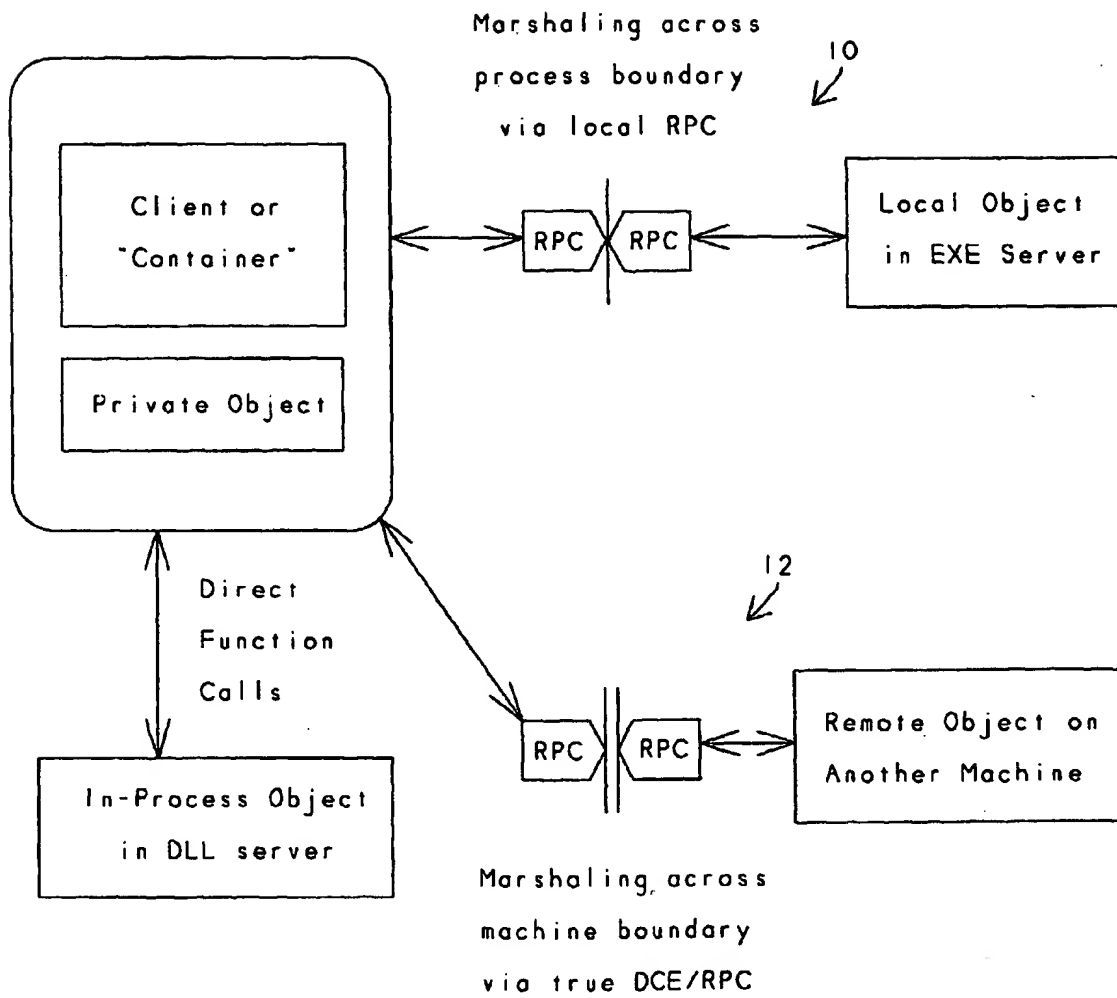 Marshaling across
process boundary
via local RPC
10
Client or
"Container"
Private Object
RPC
RPC
Local Object
in EXE Server
Direct
Function
Calls
12
RPC
RPC
Remote Object on
Another Machine
In-Process Object
in DLL server
Marshaling across
machine boundary
via true DCE/RPC